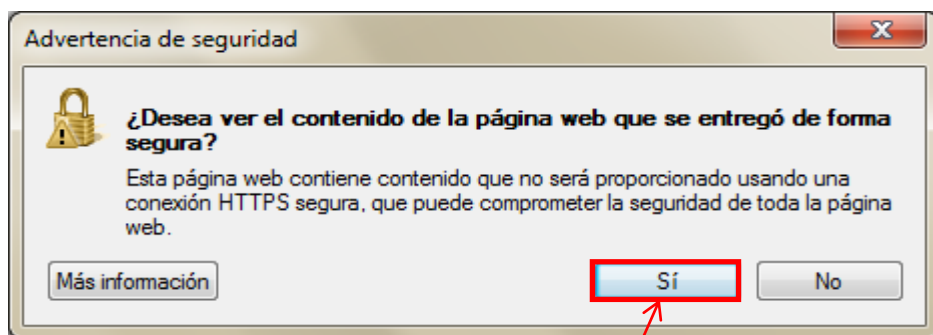 Advertencia de seguridad
¿Desea ver el contenido de la página web que se entregó de forma
segura?
Esta página web contiene contenido que no será proporcionado usando una
conexión HTTPS segura, que puede comprometer la seguridad de toda la página
web.
Más información
Sí
No